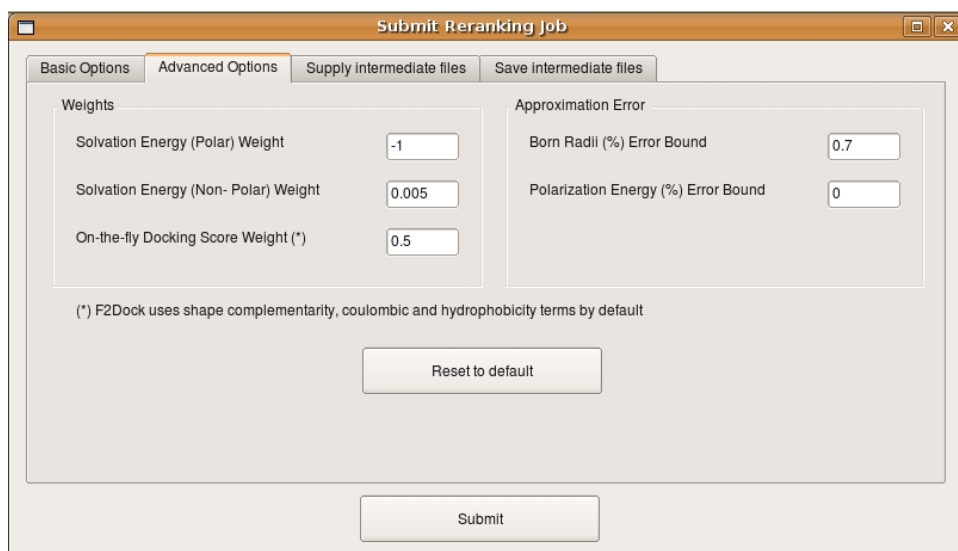 Submit Reranking Job
Basic Options
Advanced Options
Supply intermediate files
Save intermediate files
Weights
Solvation Energy (Polar) Weight
-1
Solvation Energy (Non- Polar) Weight
0.005
On-the-fly Docking Score Weight (*)
0.5
Approximation Error
Born Radii (%) Error Bound
0.7
Polarization Energy (%) Error Bound
0
(*) F2Dock uses shape complementarity, coulombic and hydrophobicity terms by default
Reset to default
Submit